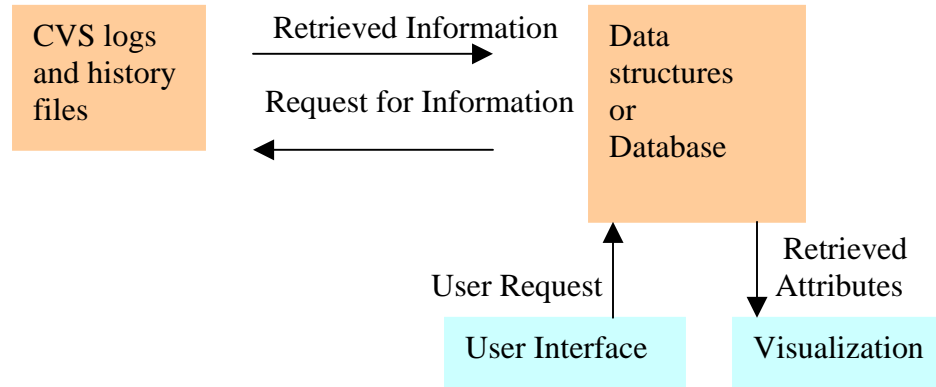 CVS logs
and history
files
Retrieved Information
Request for Information
Data
structures
or
Database
User Request
Retrieved
Attributes
User Interface
Visualization